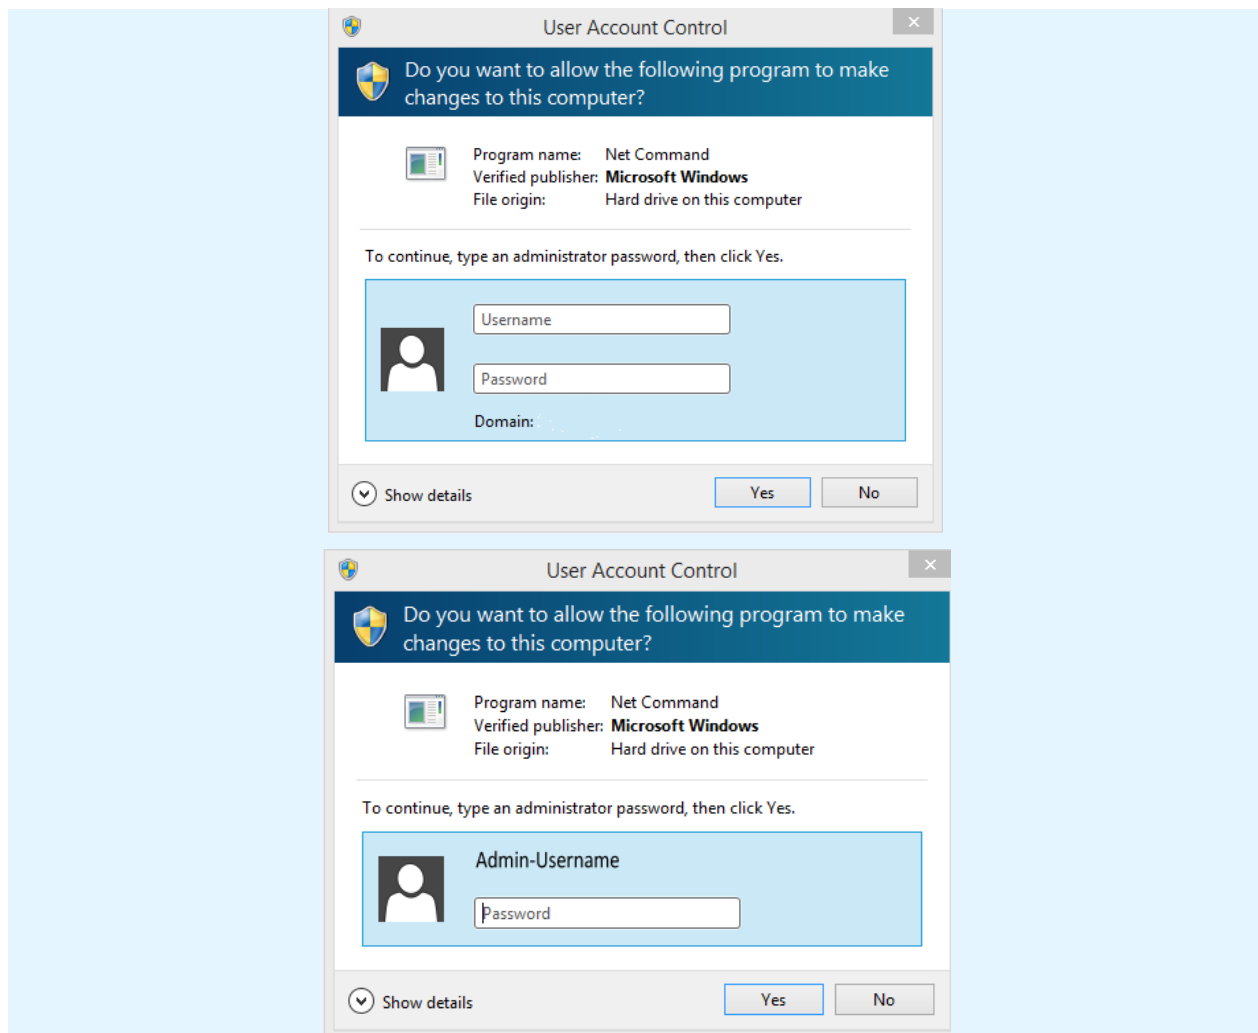 User Account Control
Do you want to allow the following program to make
changes to this computer?
Program name: Net Command
Verified publisher: Microsoft Windows
File origin: Hard drive on this computer
To continue, type an administrator password, then click Yes.
Username
Password
Domain:
Show details Yes No
User Account Control
Do you want to allow the following program to make
changes to this computer?
Program name: Net Command
Verified publisher: Microsoft Windows
File origin: Hard drive on this computer
To continue, type an administrator password, then click Yes.
Admin-Username
Password
Show details Yes No